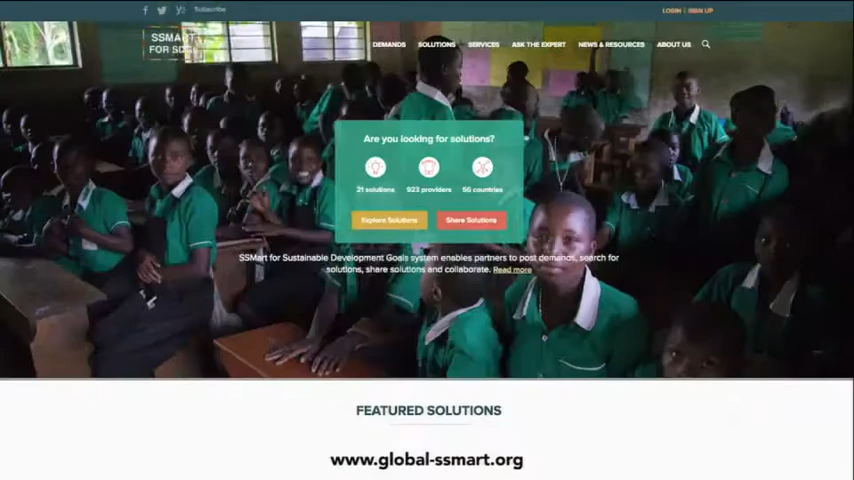 Subscribe
LOGIN | SIGN UP
SSMART
FOR SDGs
DEMANDS SOLUTIONS SERVICES ASK THE EXPERT NEWS & RESOURCES ABOUT US
Are you looking for solutions?
21 solutions 923 providers 56 countries
Explore Solutions Share Solutions
SSMart for Sustainable Development Goals system enables partners to post demands, search for
solutions, share solutions and collaborate. Read more
FEATURED SOLUTIONS
www.global-ssmart.org